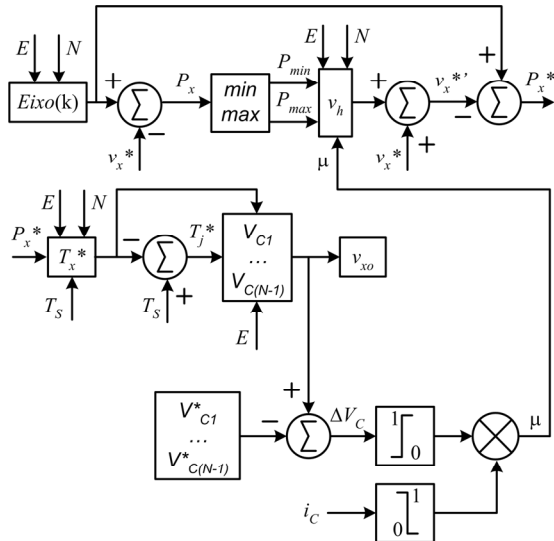 E N E N
Eixo(k) + Σ − P_x min max P_min P_max v_h + Σ + v_x*' − + Σ P_x*
v_x* μ v_x*
E N
P_x* T_x* − Σ + T_j* V_C1 ... V_C(N-1) v_xo
T_S T_S E
V*_C1
...
V*_C(N-1)
− + Σ ΔV_C 1 0 μ
i_C 0 1